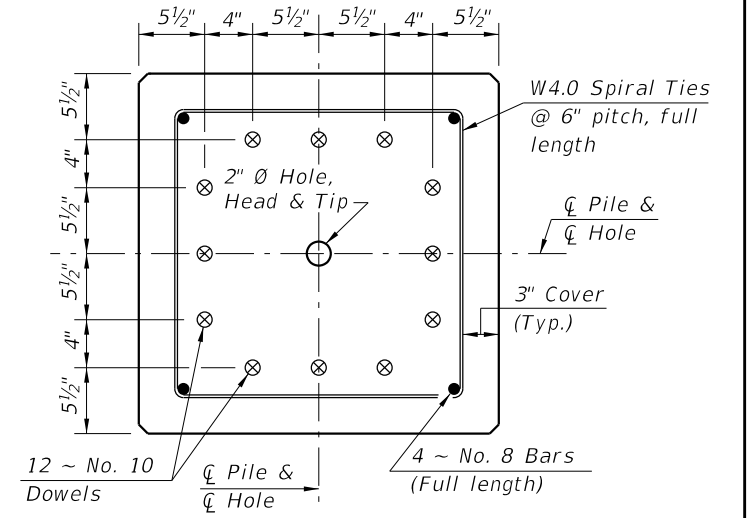 5½" 4" 5½" 5½" 4" 5½"
W4.0 Spiral Ties
@ 6" pitch, full
length
5½"
4"
5½"
5½"
4"
5½"
2" Ø Hole,
Head & Tip
℄ Pile &
℄ Hole
3" Cover
(Typ.)
12 ~ No. 10
Dowels
℄ Pile &
℄ Hole
4 ~ No. 8 Bars
(Full length)